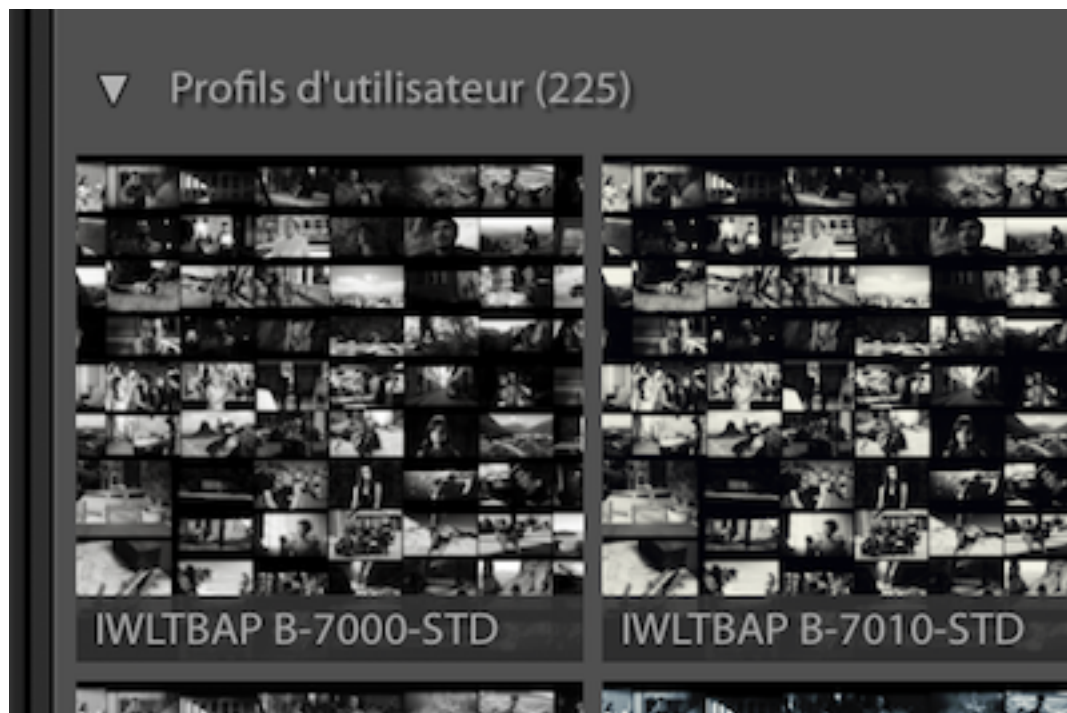 Profils d'utilisateur (225)
IWLTBAP B-7000-STD
IWLTBAP B-7010-STD